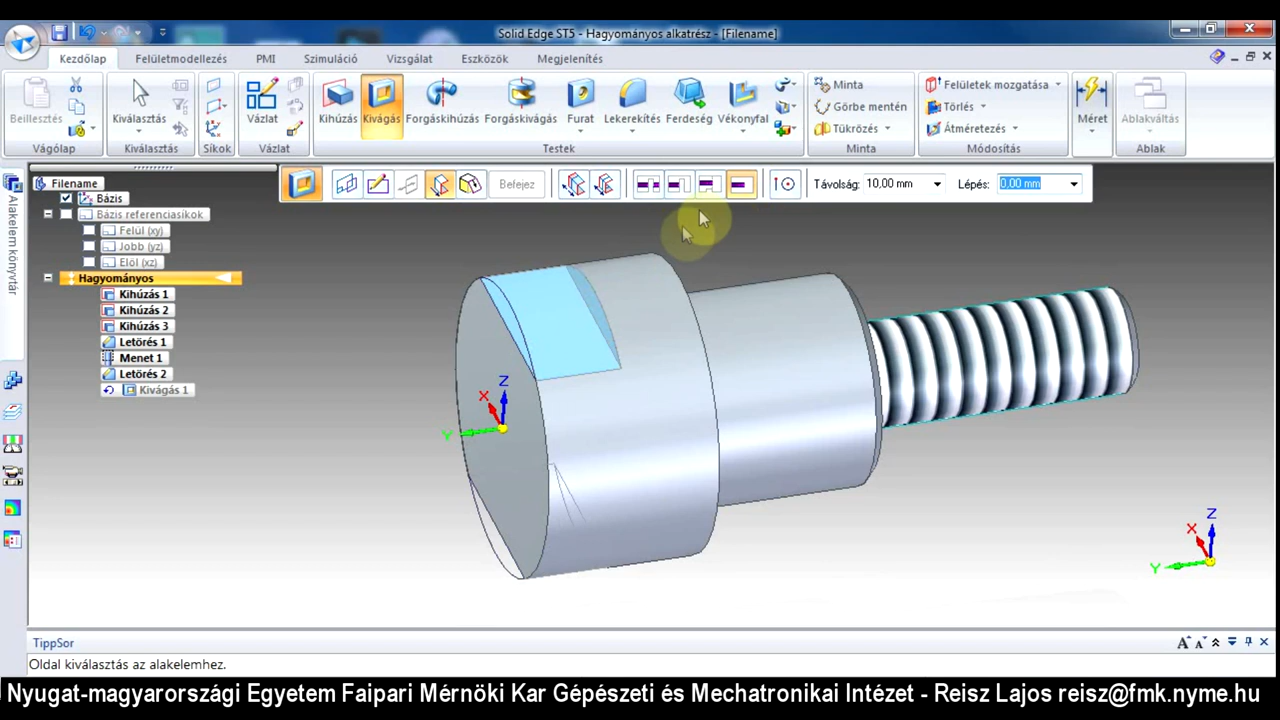 Solid Edge ST5 - Hagyományos alkatrész - [Filename]
Kezdőlap
Felületmodellezés
PMI
Szimuláció
Vizsgálat
Eszközök
Megjelenítés
Beillesztés
Vágólap
Kiválasztás
Kiválasztás
Síkok
Vázlat
Vázlat
Kihúzás
Kivágás
Forgáskihúzás
Forgáskivágás
Furat
Lekerekítés
Ferdeség
Vékonyfal
Testek
Minta
Görbe mentén
Tükrözés
Minta
Felületek mozgatása
Törlés
Átméretezés
Módosítás
Méret
Ablakváltás
Ablak
Befejez
Távolság: 10,00 mm
Lépés: 0,00 mm
Alakelem könyvtár
Filename
Bázis
Bázis referenciasíkok
Felül (xy)
Jobb (yz)
Elöl (xz)
Hagyományos
Kihúzás 1
Kihúzás 2
Kihúzás 3
Letörés 1
Menet 1
Letörés 2
Kivágás 1
Z
X
Y
Z
X
Y
TippSor
Oldal kiválasztás az alakelemhez.
Nyugat-magyarországi Egyetem Faipari Mérnöki Kar Gépészeti és Mechatronikai Intézet - Reisz Lajos reisz@fmk.nyme.hu